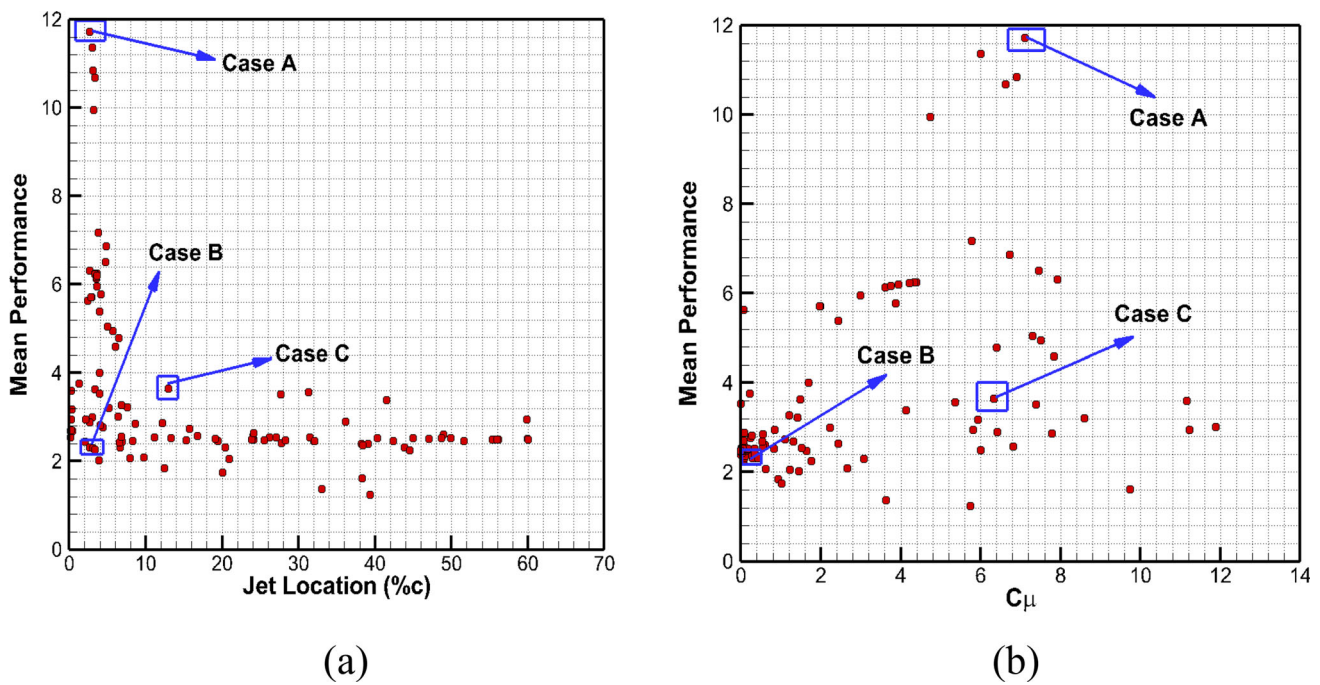 Mean Performance
12
10
8
6
4
2
0
0 10 20 30 40 50 60 70
Jet Location (%c)
Case A
Case B
Case C
(a)
Mean Performance
12
10
8
6
4
2
0
0 2 4 6 8 10 12 14
Cμ
Case A
Case C
Case B
(b)